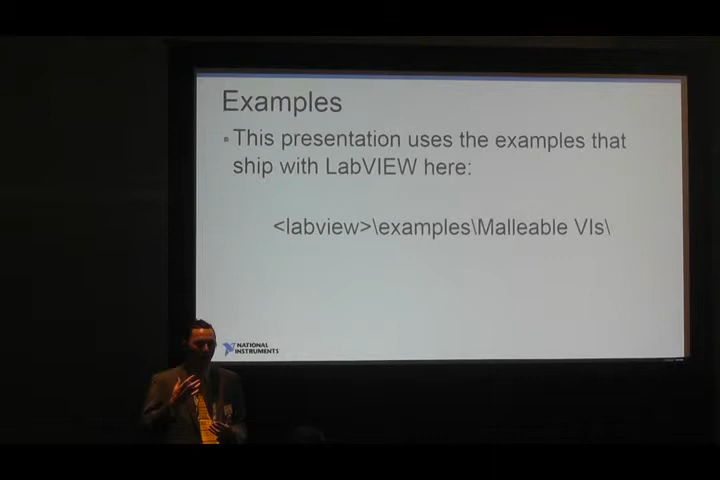 Examples
▪ This presentation uses the examples that
ship with LabVIEW here:
<labview>\examples\Malleable VIs\
NATIONAL
INSTRUMENTS